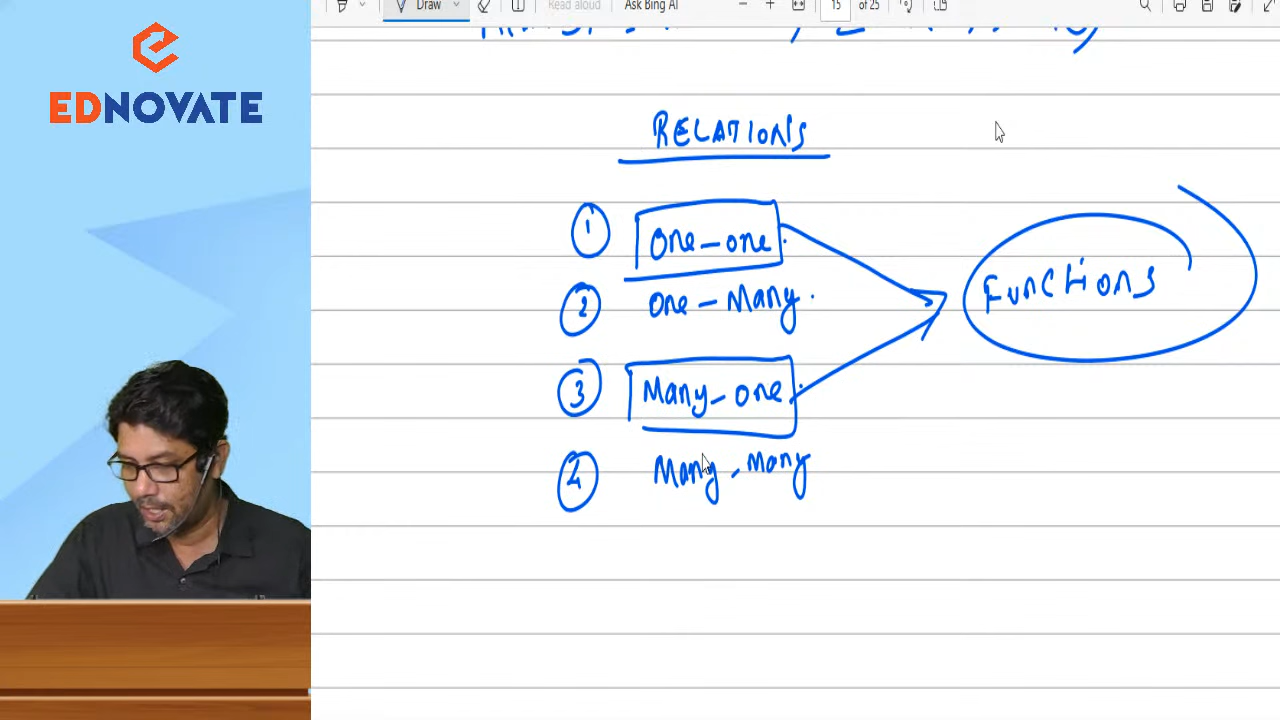 Draw
Read aloud
Ask Bing AI
15 of 25
EDNOVATE
RELATIONS
1 One-one.
2 One-Many.
3 Many-one.
4 Many-Many
Functions